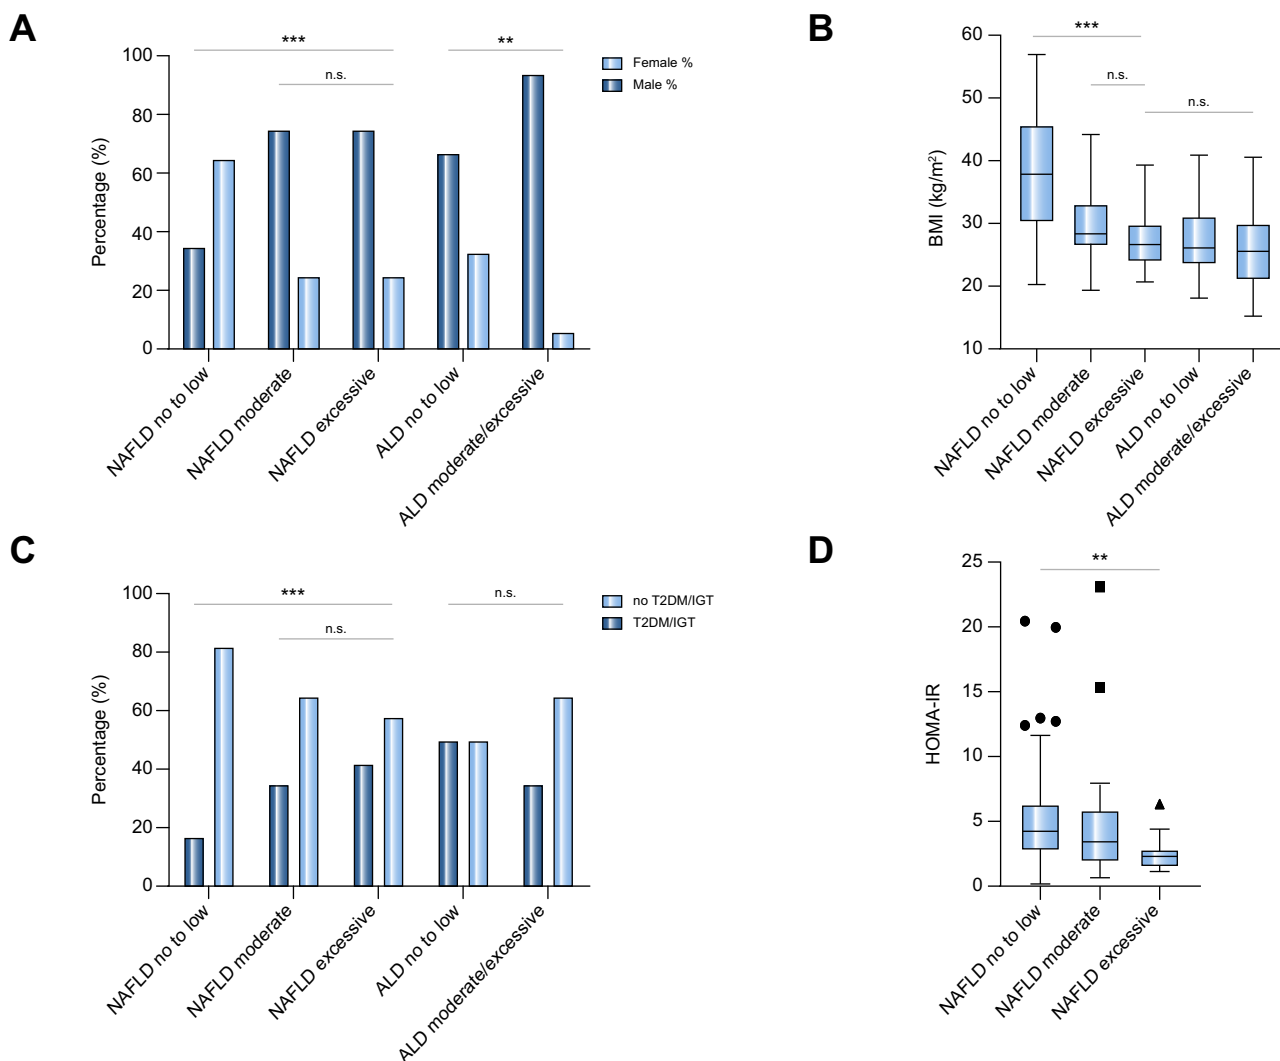 A
***
**
n.s.
Female %
Male %
Percentage (%)
100
80
60
40
20
0
NAFLD no to low
NAFLD moderate
NAFLD excessive
ALD no to low
ALD moderate/excessive
B
***
n.s.
n.s.
BMI (kg/m²)
60
50
40
30
20
10
NAFLD no to low
NAFLD moderate
NAFLD excessive
ALD no to low
ALD moderate/excessive
C
***
n.s.
n.s.
no T2DM/IGT
T2DM/IGT
Percentage (%)
100
80
60
40
20
0
NAFLD no to low
NAFLD moderate
NAFLD excessive
ALD no to low
ALD moderate/excessive
D
**
HOMA-IR
25
20
15
10
5
0
NAFLD no to low
NAFLD moderate
NAFLD excessive